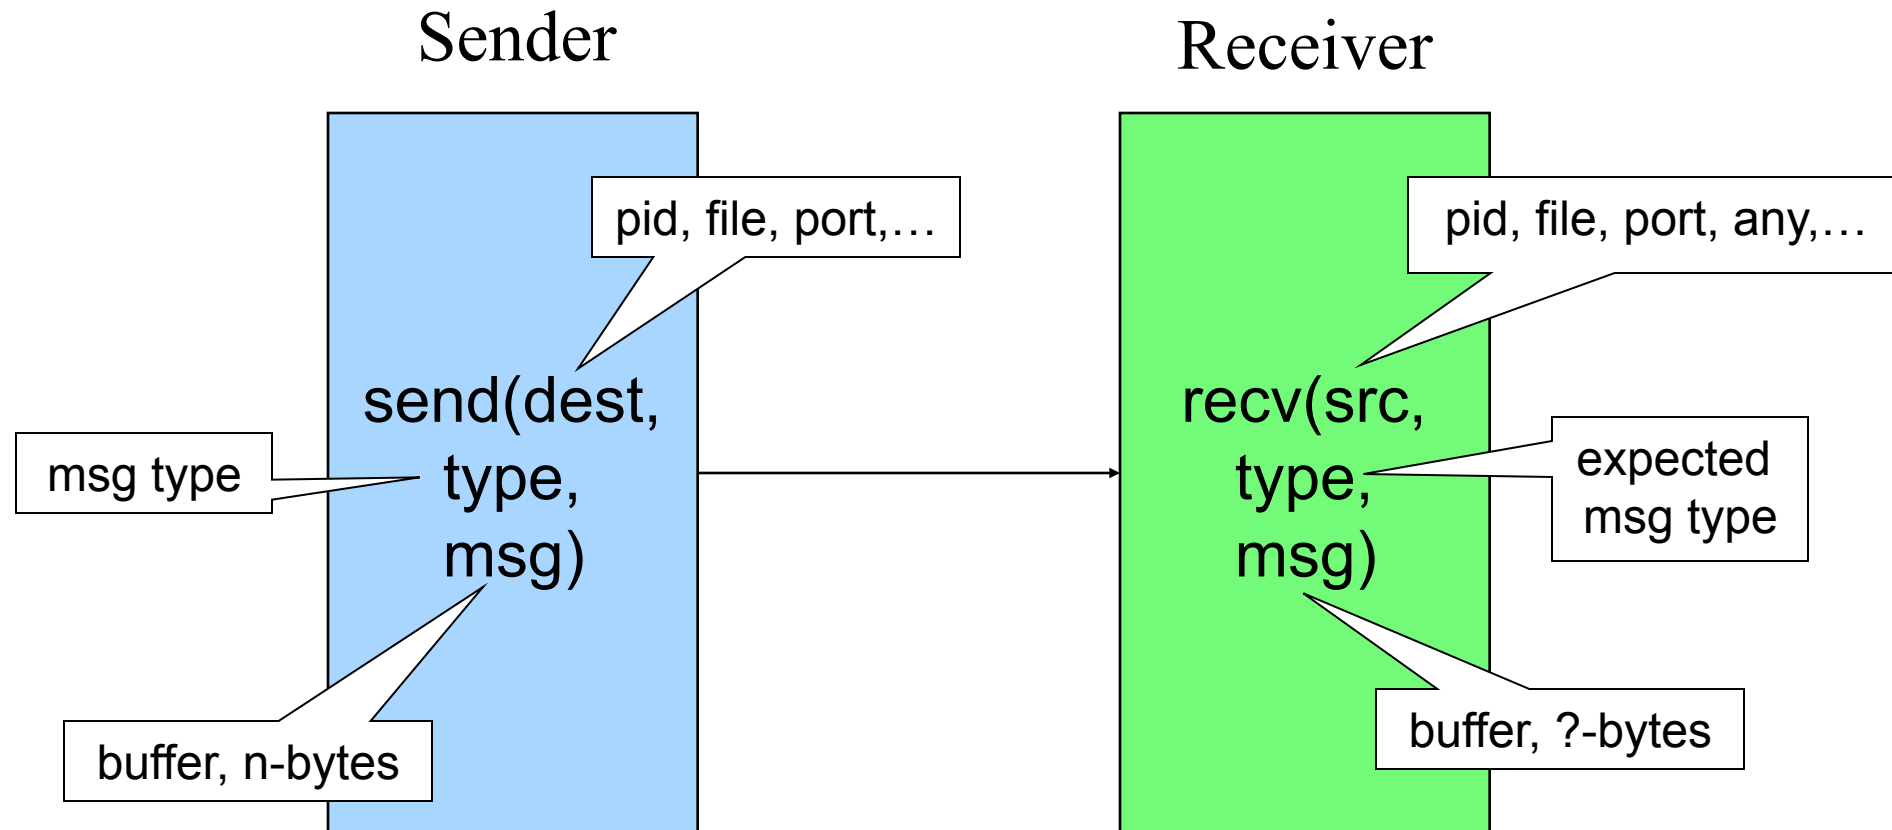 Sender
Receiver
pid, file, port,…
pid, file, port, any,…
send(dest,
type,
msg)
recv(src,
type,
msg)
msg type
expected
msg type
buffer, n-bytes
buffer, ?-bytes